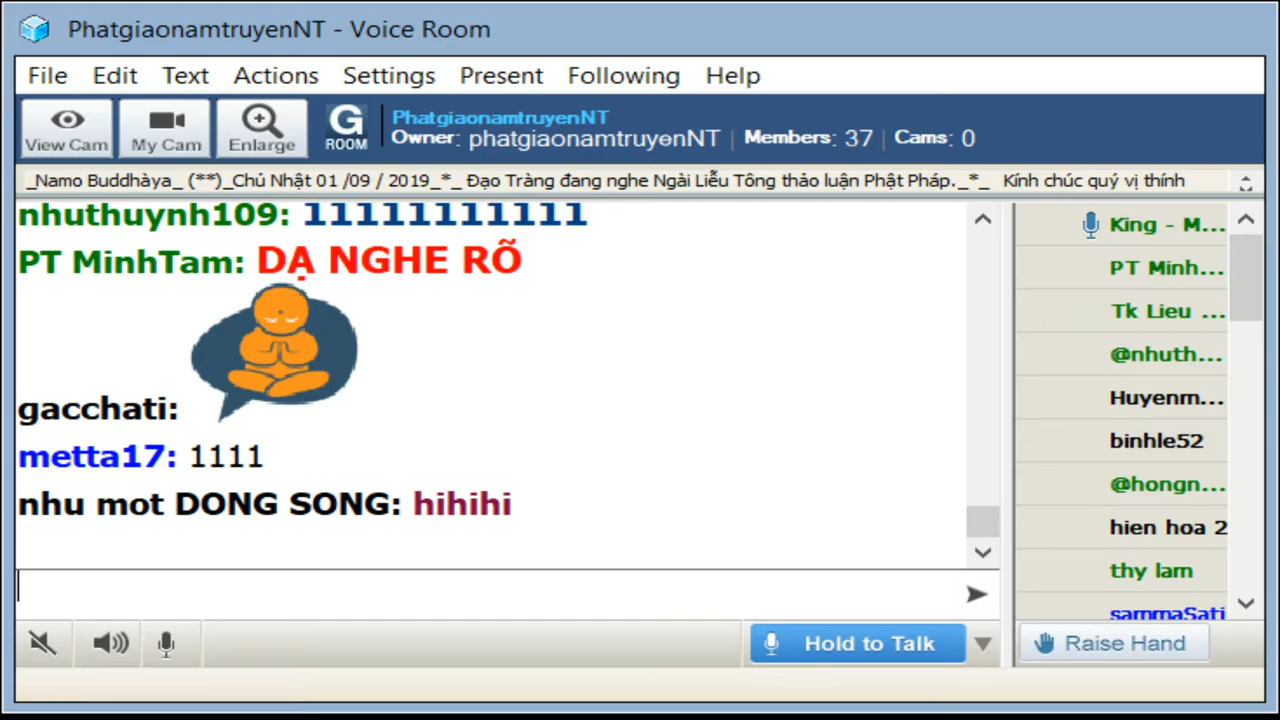 PhatgiaonamtruyenNT - Voice Room
File Edit Text Actions Settings Present Following Help
View Cam My Cam Enlarge G ROOM
PhatgiaonamtruyenNT
Owner: phatgiaonamtruyenNT | Members: 37 | Cams: 0
_Namo Buddhàya_ (**)_Chủ Nhật 01 /09 / 2019_*_ Đạo Tràng đang nghe Ngài Liễu Tông thảo luận Phật Pháp._*_ Kính chúc quý vị thính
nhuthuynh109: 11111111111
PT MinhTam: DẠ NGHE RÕ
gacchati:
metta17: 1111
nhu mot DONG SONG: hihihi
King - M...
PT Minh...
Tk Lieu ...
@nhuth...
Huyenm...
binhle52
@hongn...
hien hoa 2
thy lam
sammaSati
Hold to Talk
Raise Hand